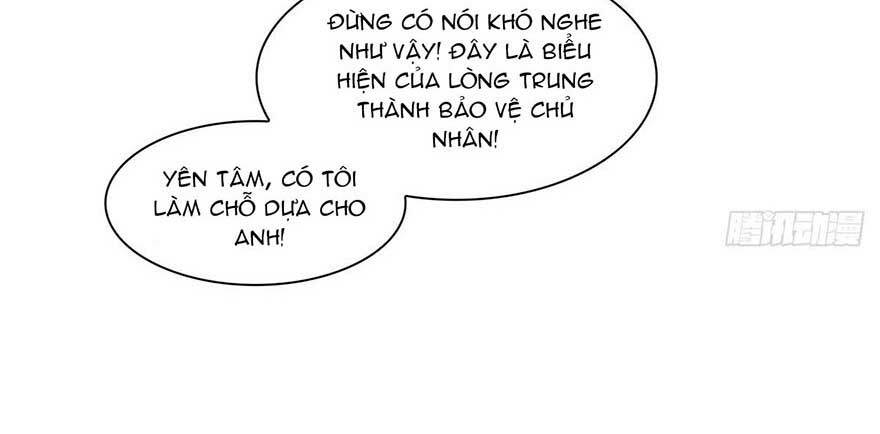 ĐỪNG CÓ NÓI KHÓ NGHE
NHƯ VẬY! ĐÂY LÀ BIỂU
HIỆN CỦA LÒNG TRUNG
THÀNH BẢO VỆ CHỦ
NHÂN!
YÊN TÂM, CÓ TÔI
LÀM CHỖ DỰA CHO
ANH!
腾讯动漫